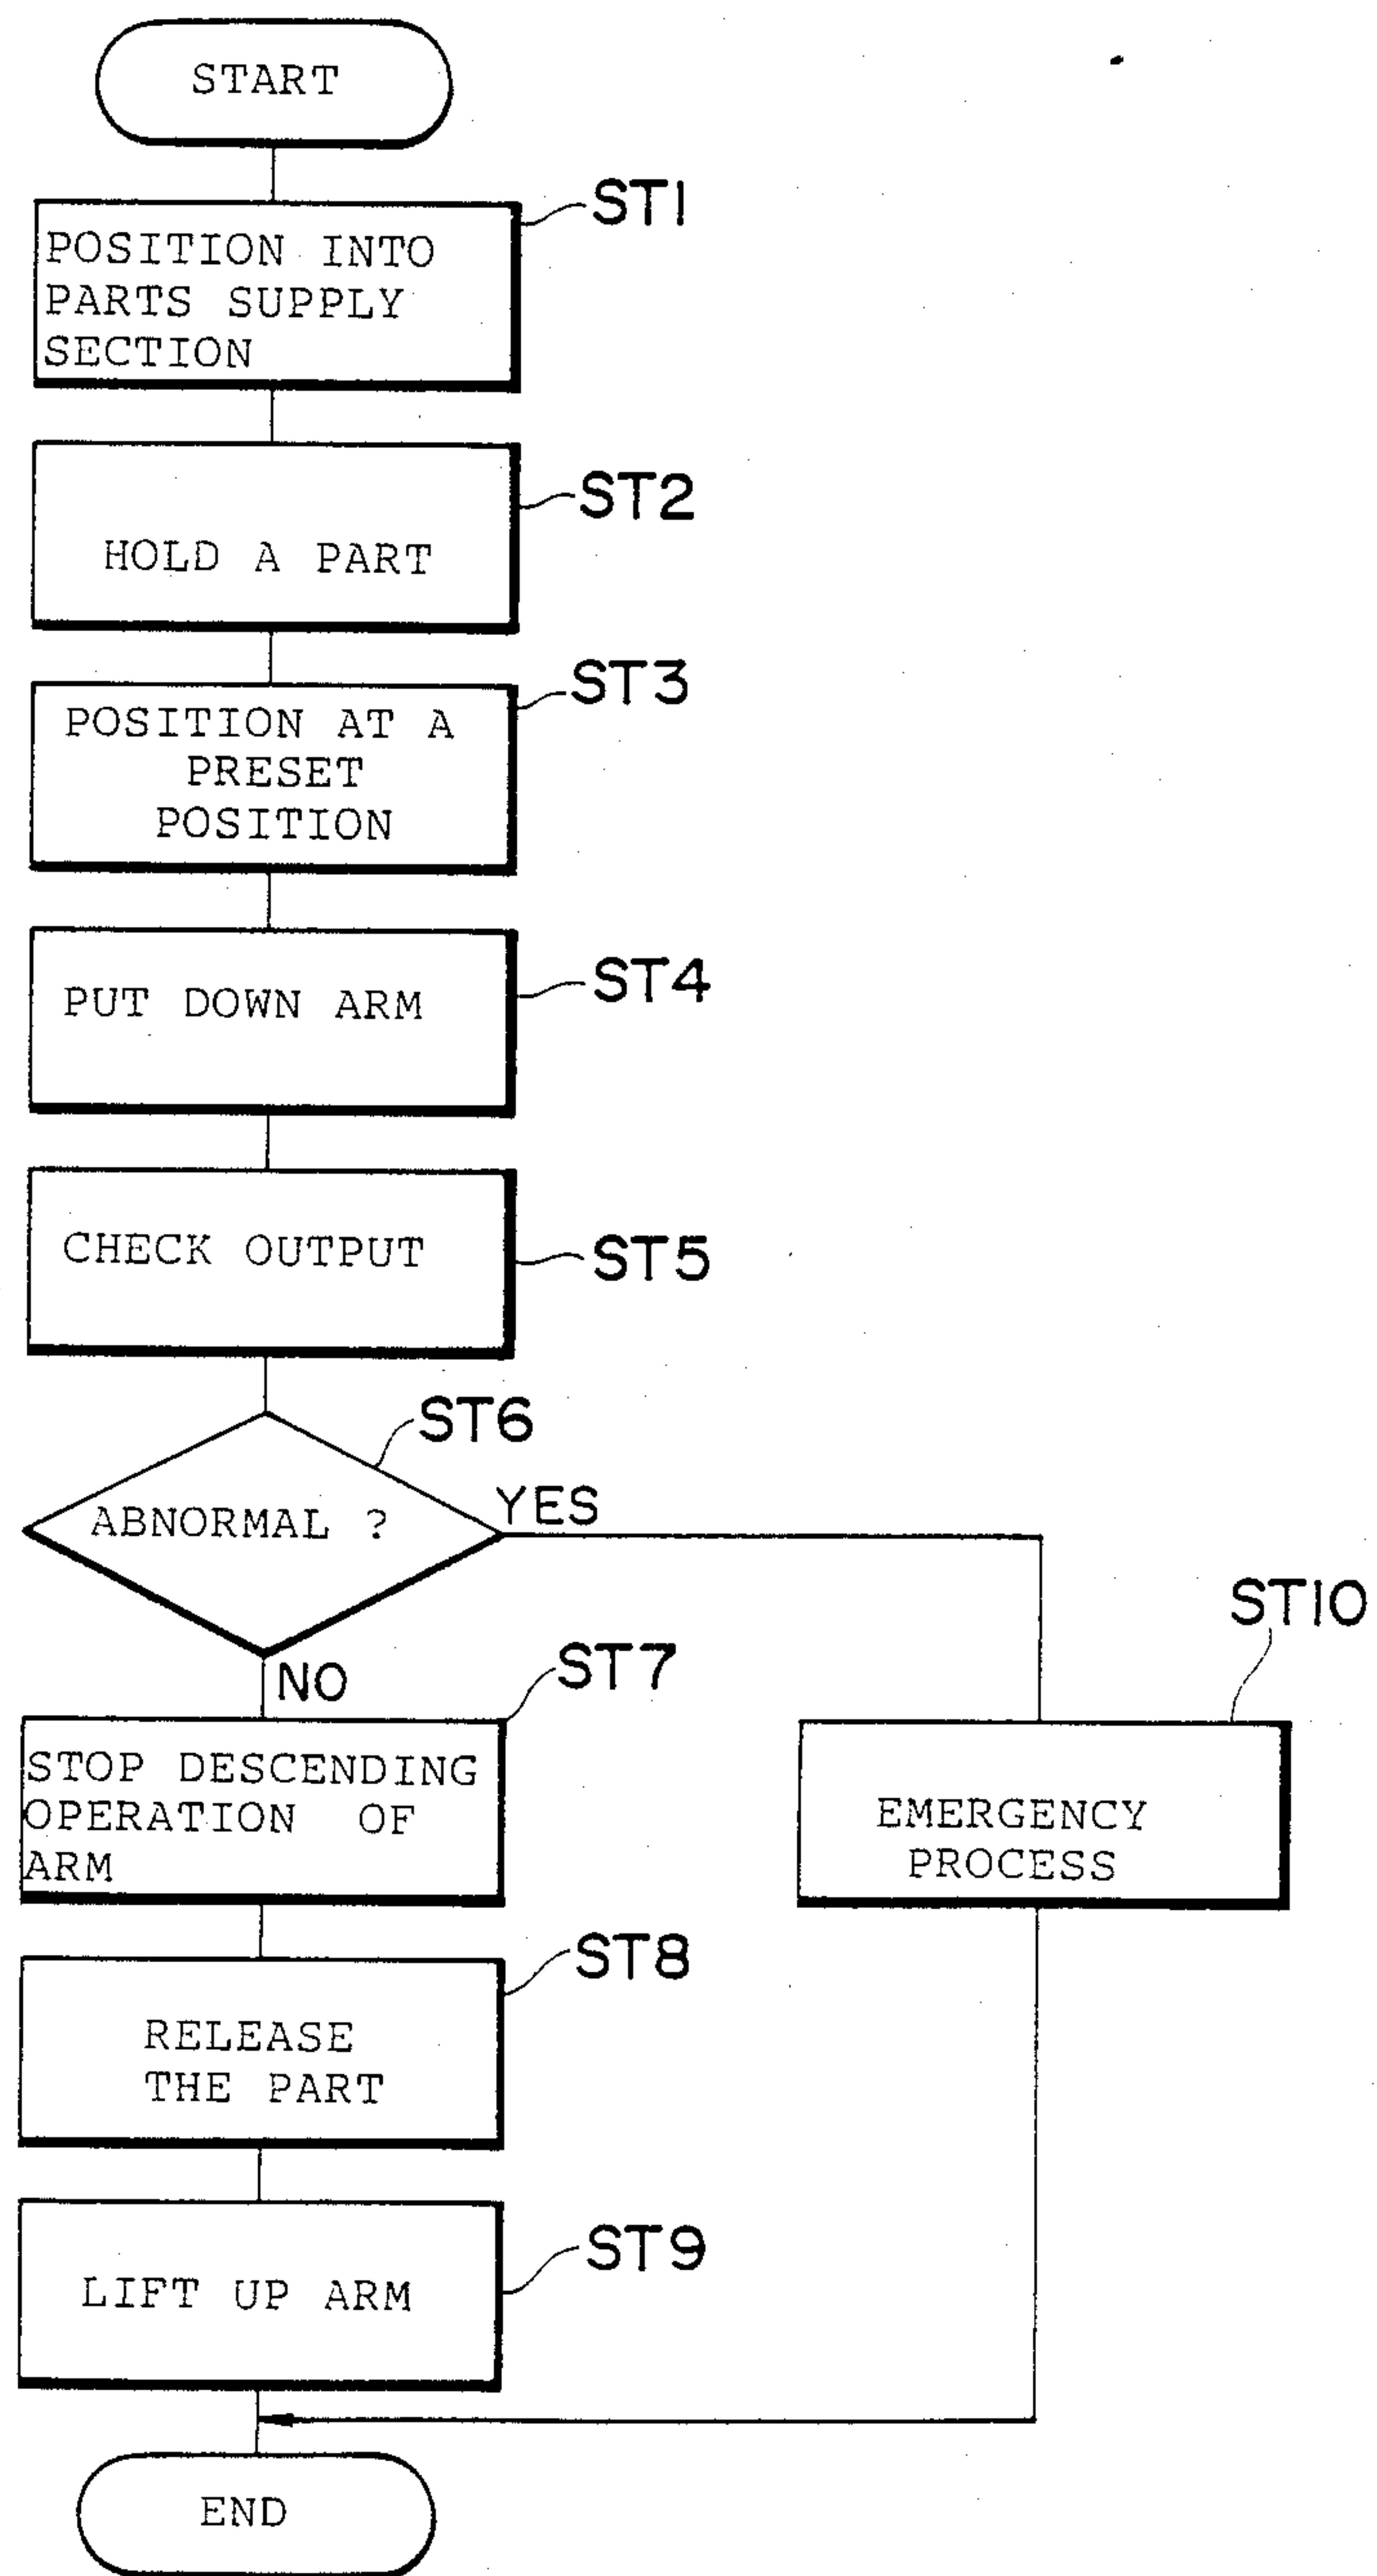 START
ST1
POSITION INTO
PARTS SUPPLY
SECTION
ST2
HOLD A PART
ST3
POSITION AT A
PRESET
POSITION
ST4
PUT DOWN ARM
ST5
CHECK OUTPUT
ST6
ABNORMAL ?
YES
NO
ST7
STOP DESCENDING
OPERATION OF
ARM
ST10
EMERGENCY
PROCESS
ST8
RELEASE
THE PART
ST9
LIFT UP ARM
END